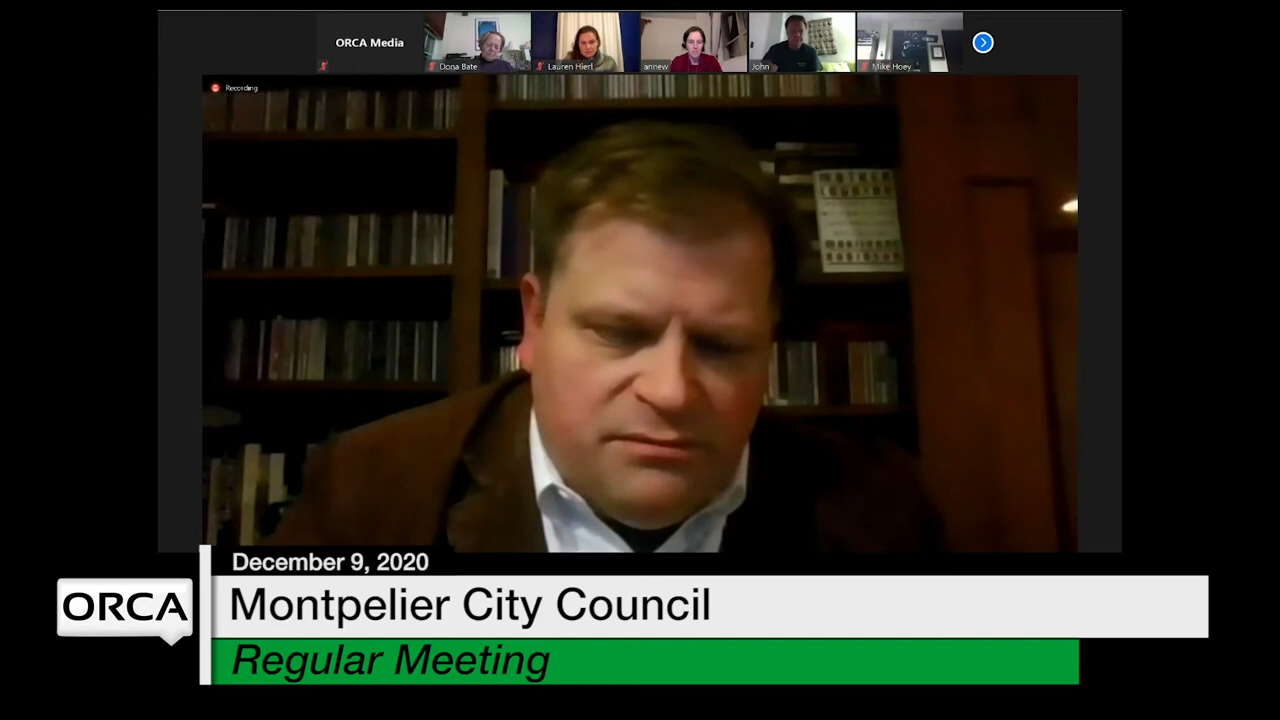 ORCA Media
Dona Bate
Lauren Hierl
annew
John
Mike Hoey
Recording
December 9, 2020
ORCA
Montpelier City Council
Regular Meeting